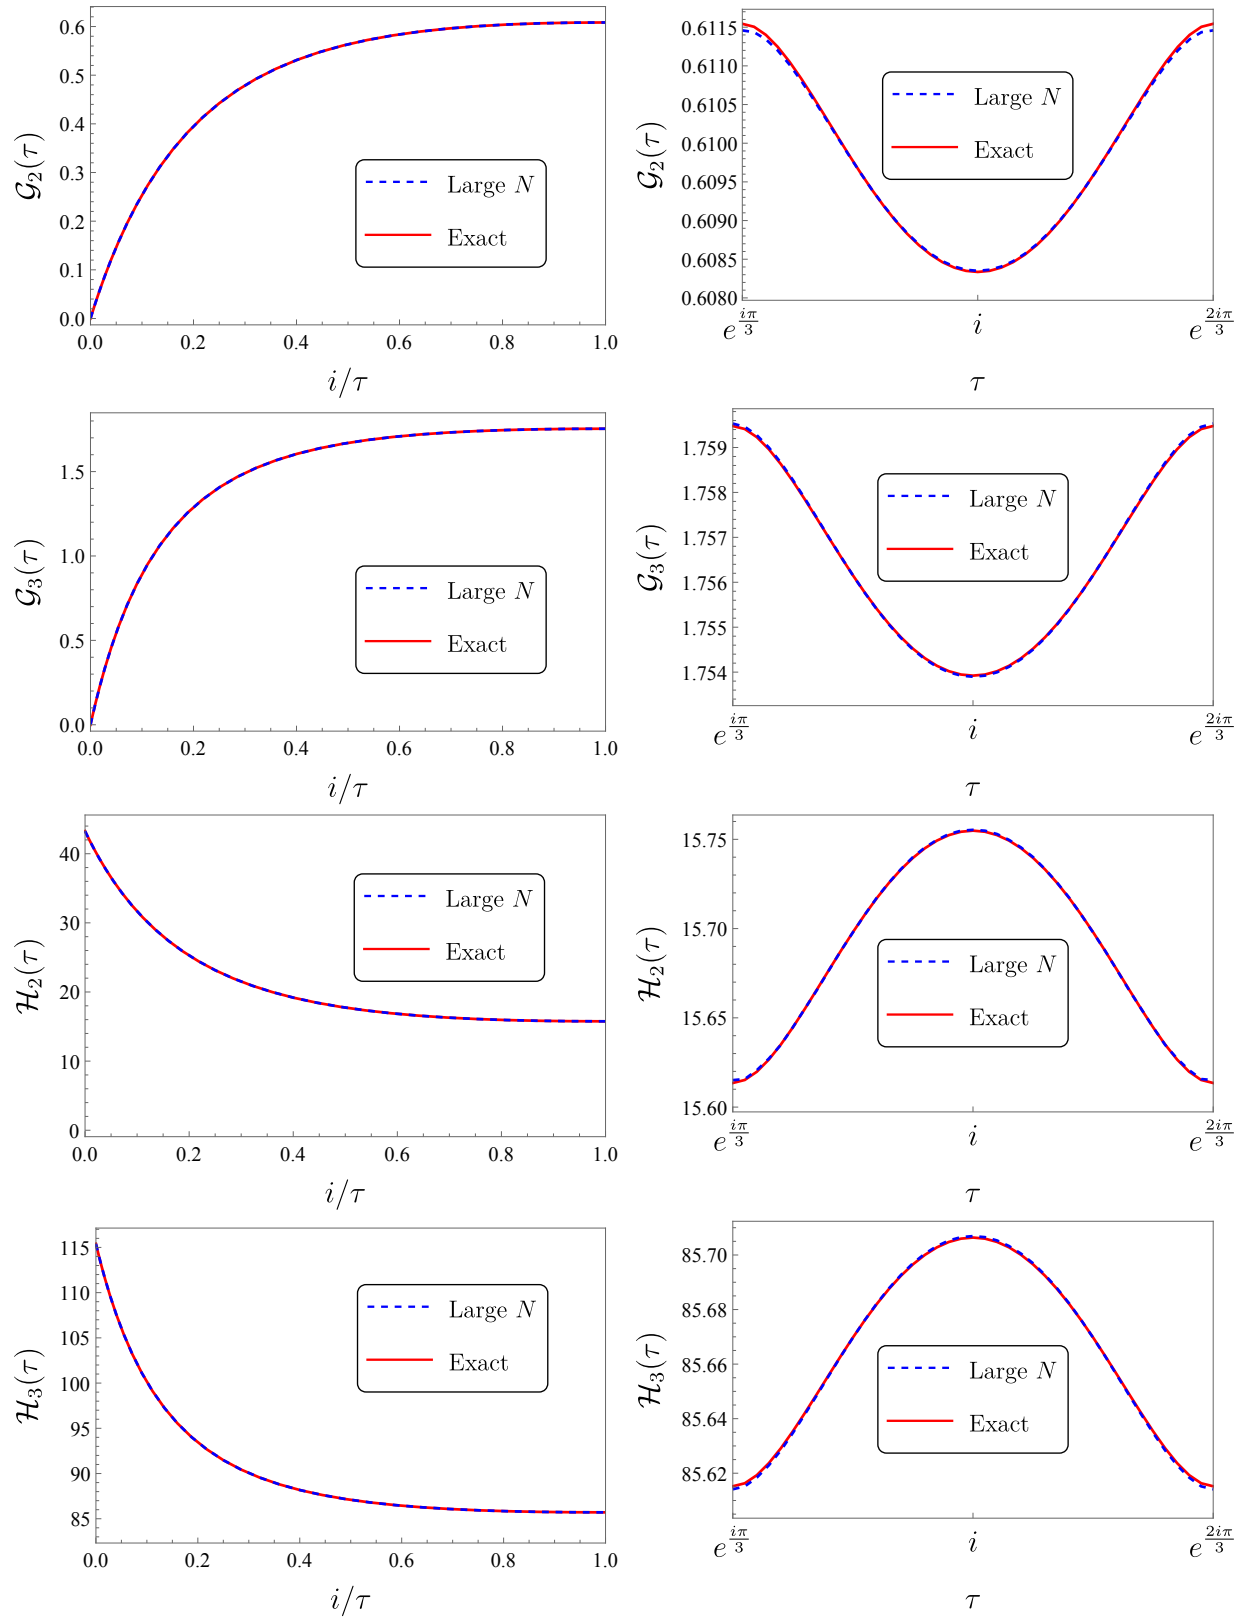 𝒢₂(τ)
0.6
0.5
0.4
0.3
0.2
0.1
0.0
Large N
Exact
0.0 0.2 0.4 0.6 0.8 1.0
i/τ
𝒢₂(τ)
0.6115
0.6110
0.6105
0.6100
0.6095
0.6090
0.6085
0.6080
Large N
Exact
e^{iπ/3} i e^{2iπ/3}
τ
𝒢₃(τ)
1.5
1.0
0.5
0.0
Large N
Exact
0.0 0.2 0.4 0.6 0.8 1.0
i/τ
𝒢₃(τ)
1.759
1.758
1.757
1.756
1.755
1.754
Large N
Exact
e^{iπ/3} i e^{2iπ/3}
τ
ℋ₂(τ)
40
30
20
10
0
Large N
Exact
0.0 0.2 0.4 0.6 0.8 1.0
i/τ
ℋ₂(τ)
15.75
15.70
15.65
15.60
Large N
Exact
e^{iπ/3} i e^{2iπ/3}
τ
ℋ₃(τ)
115
110
105
100
95
90
85
Large N
Exact
0.0 0.2 0.4 0.6 0.8 1.0
i/τ
ℋ₃(τ)
85.70
85.68
85.66
85.64
85.62
Large N
Exact
e^{iπ/3} i e^{2iπ/3}
τ